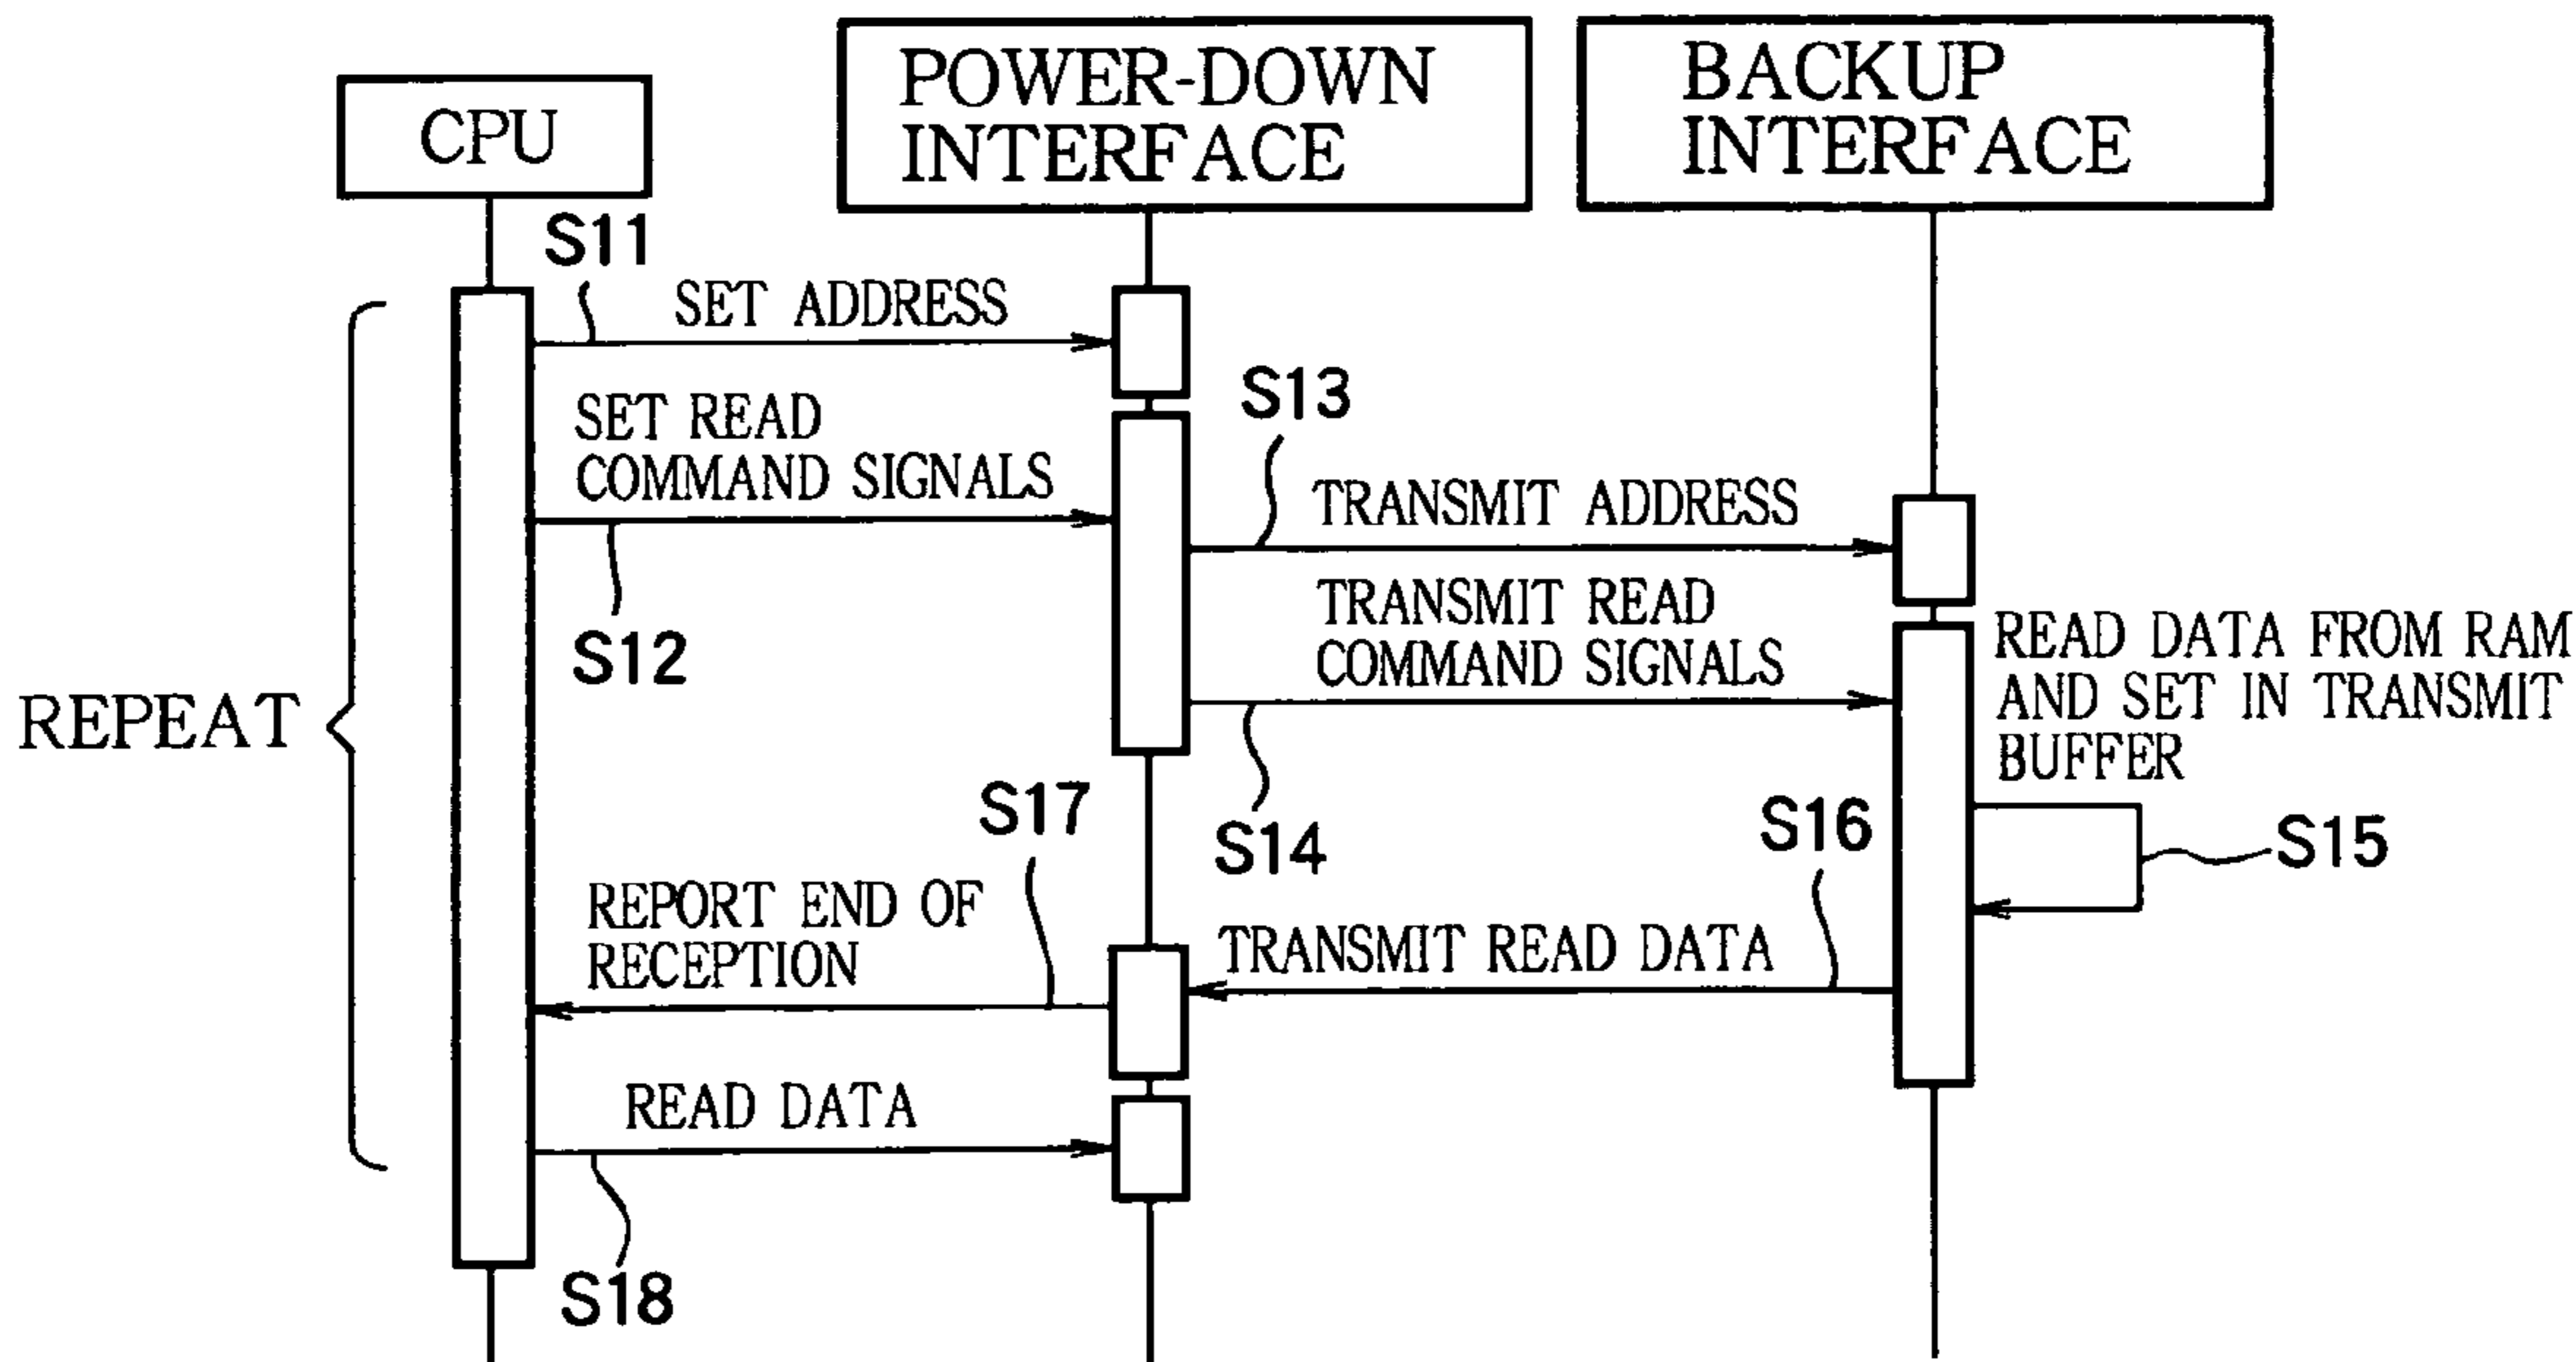 CPU
POWER-DOWN
INTERFACE
BACKUP
INTERFACE
S11
SET ADDRESS
SET READ
COMMAND SIGNALS
S12
S13
TRANSMIT ADDRESS
TRANSMIT READ
COMMAND SIGNALS
S14
READ DATA FROM RAM
AND SET IN TRANSMIT
BUFFER
S15
REPEAT
S16
TRANSMIT READ DATA
S17
REPORT END OF
RECEPTION
READ DATA
S18